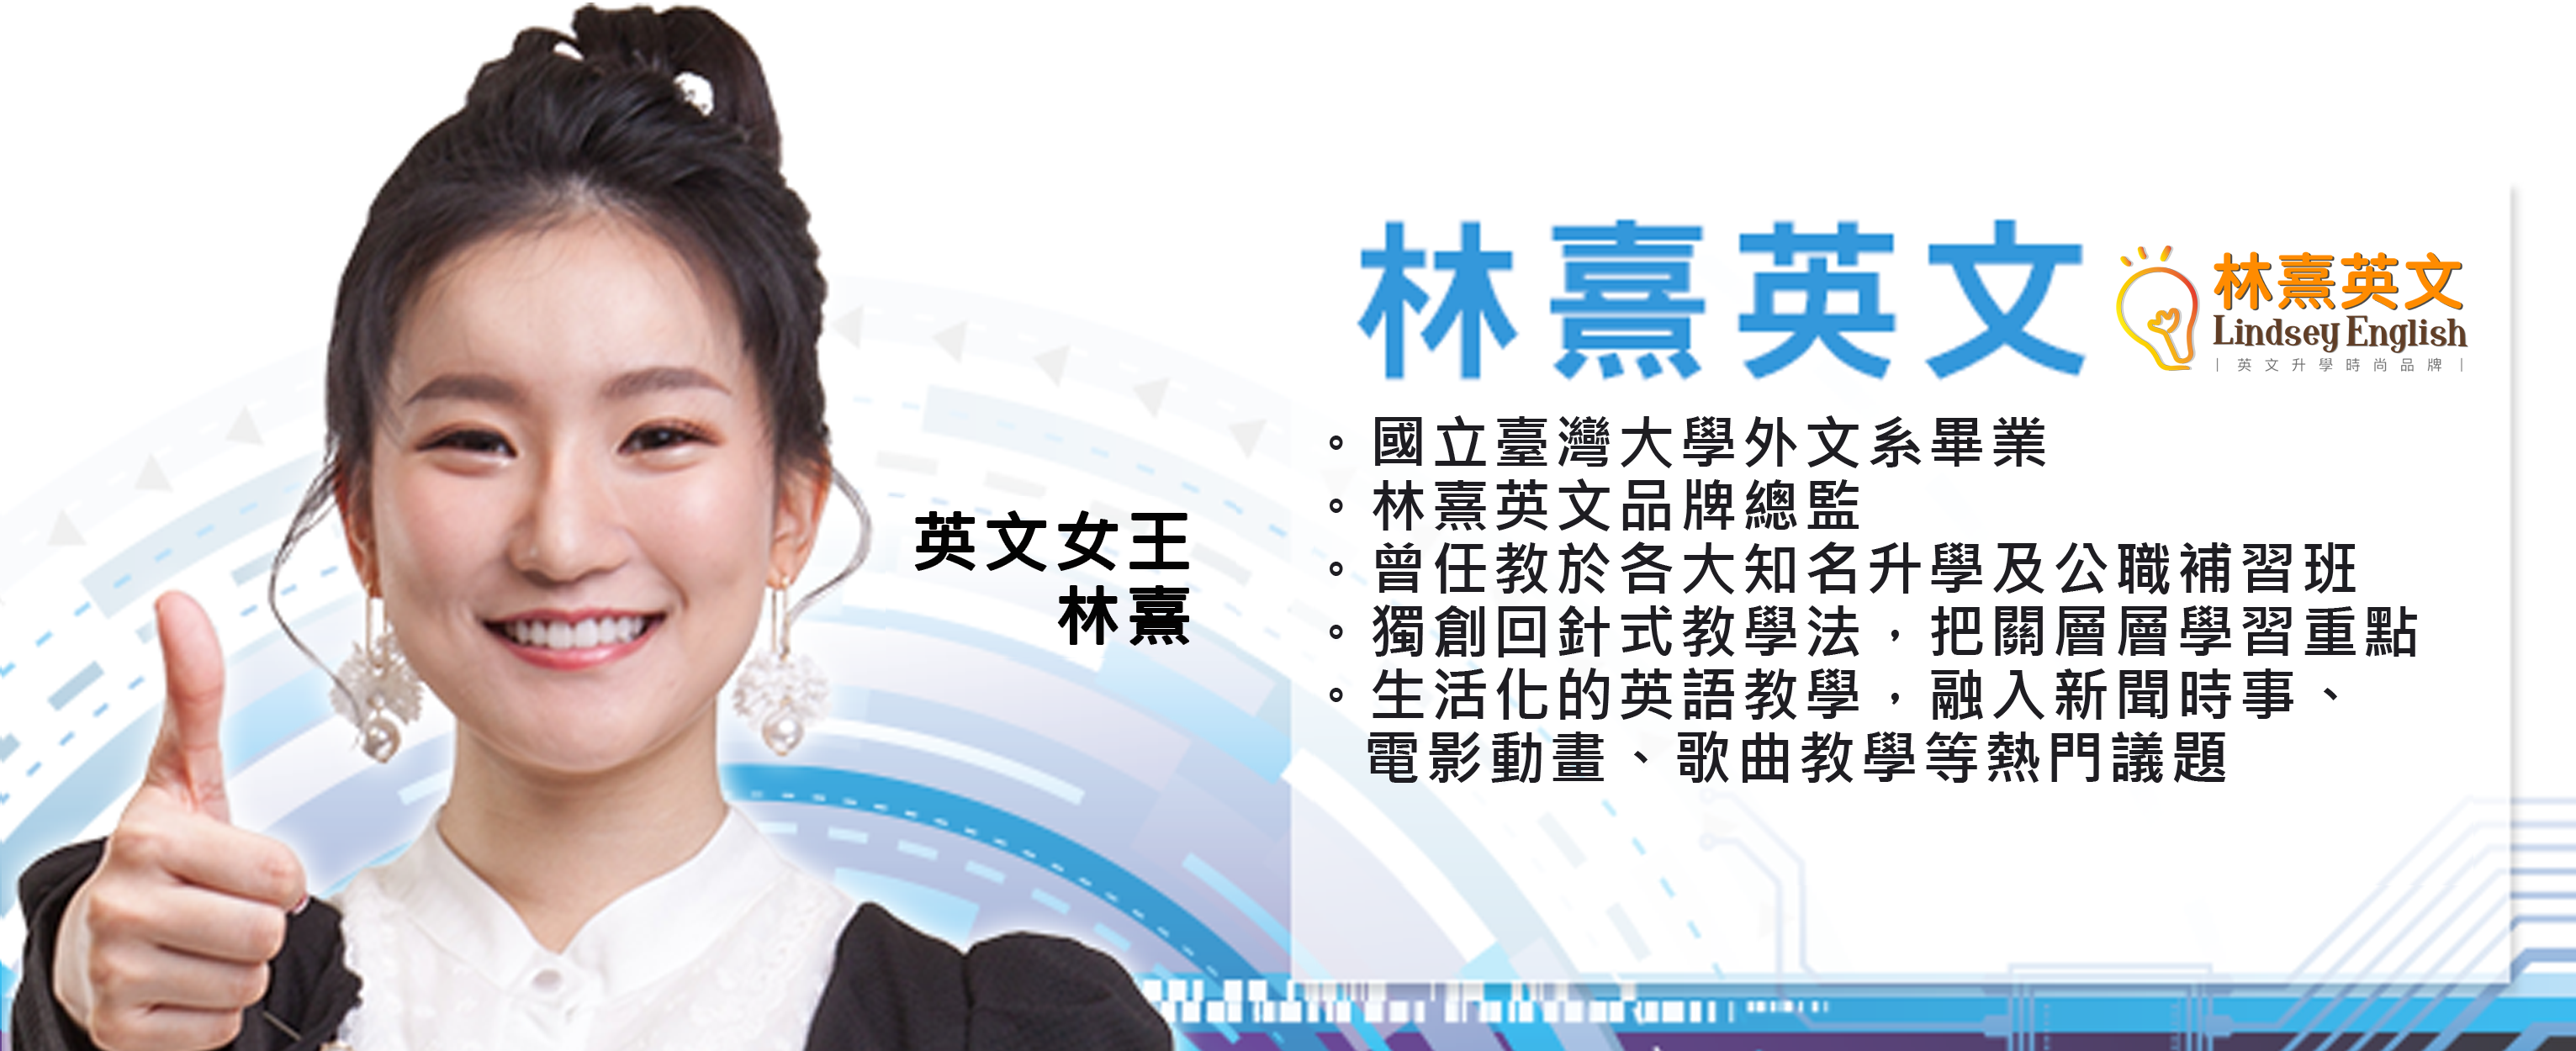 英文女王
林熹
林熹英文
林熹英文
Lindsey English
| 英文升學時尚品牌 |
。國立臺灣大學外文系畢業
。林熹英文品牌總監
。曾任教於各大知名升學及公職補習班
。獨創回針式教學法，把關層層學習重點
。生活化的英語教學，融入新聞時事、
電影動畫、歌曲教學等熱門議題